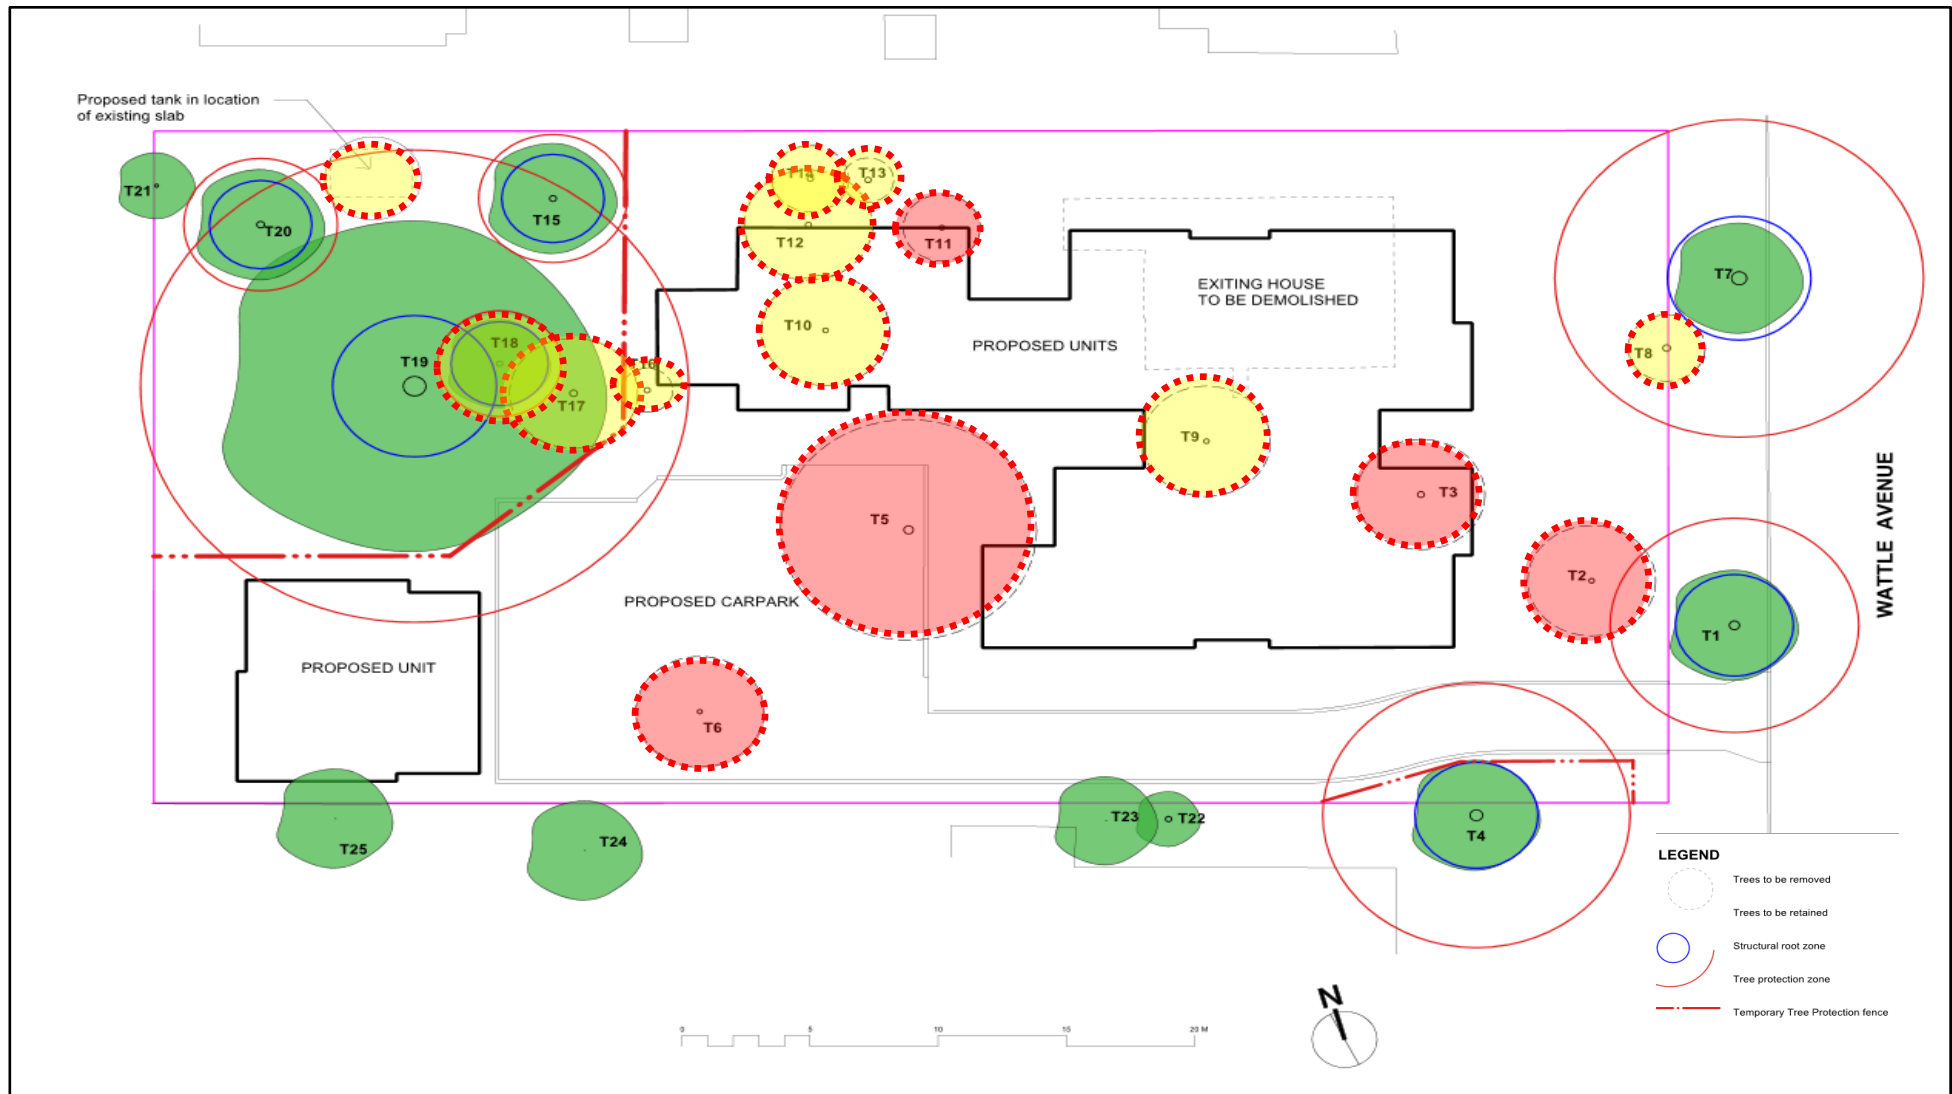 Proposed tank in location
of existing slab
T21
T20
T15
T14
T13
T12
T11
T10
EXITING HOUSE
TO BE DEMOLISHED
PROPOSED UNITS
T7
T8
T19
T18
T17
T16
T9
T3
T5
T2
T1
WATTLE AVENUE
PROPOSED CARPARK
PROPOSED UNIT
T6
T25
T24
T23
T22
T4
LEGEND
Trees to be removed
Trees to be retained
Structural root zone
Tree protection zone
Temporary Tree Protection fence
N
0 5 10 15 20 M